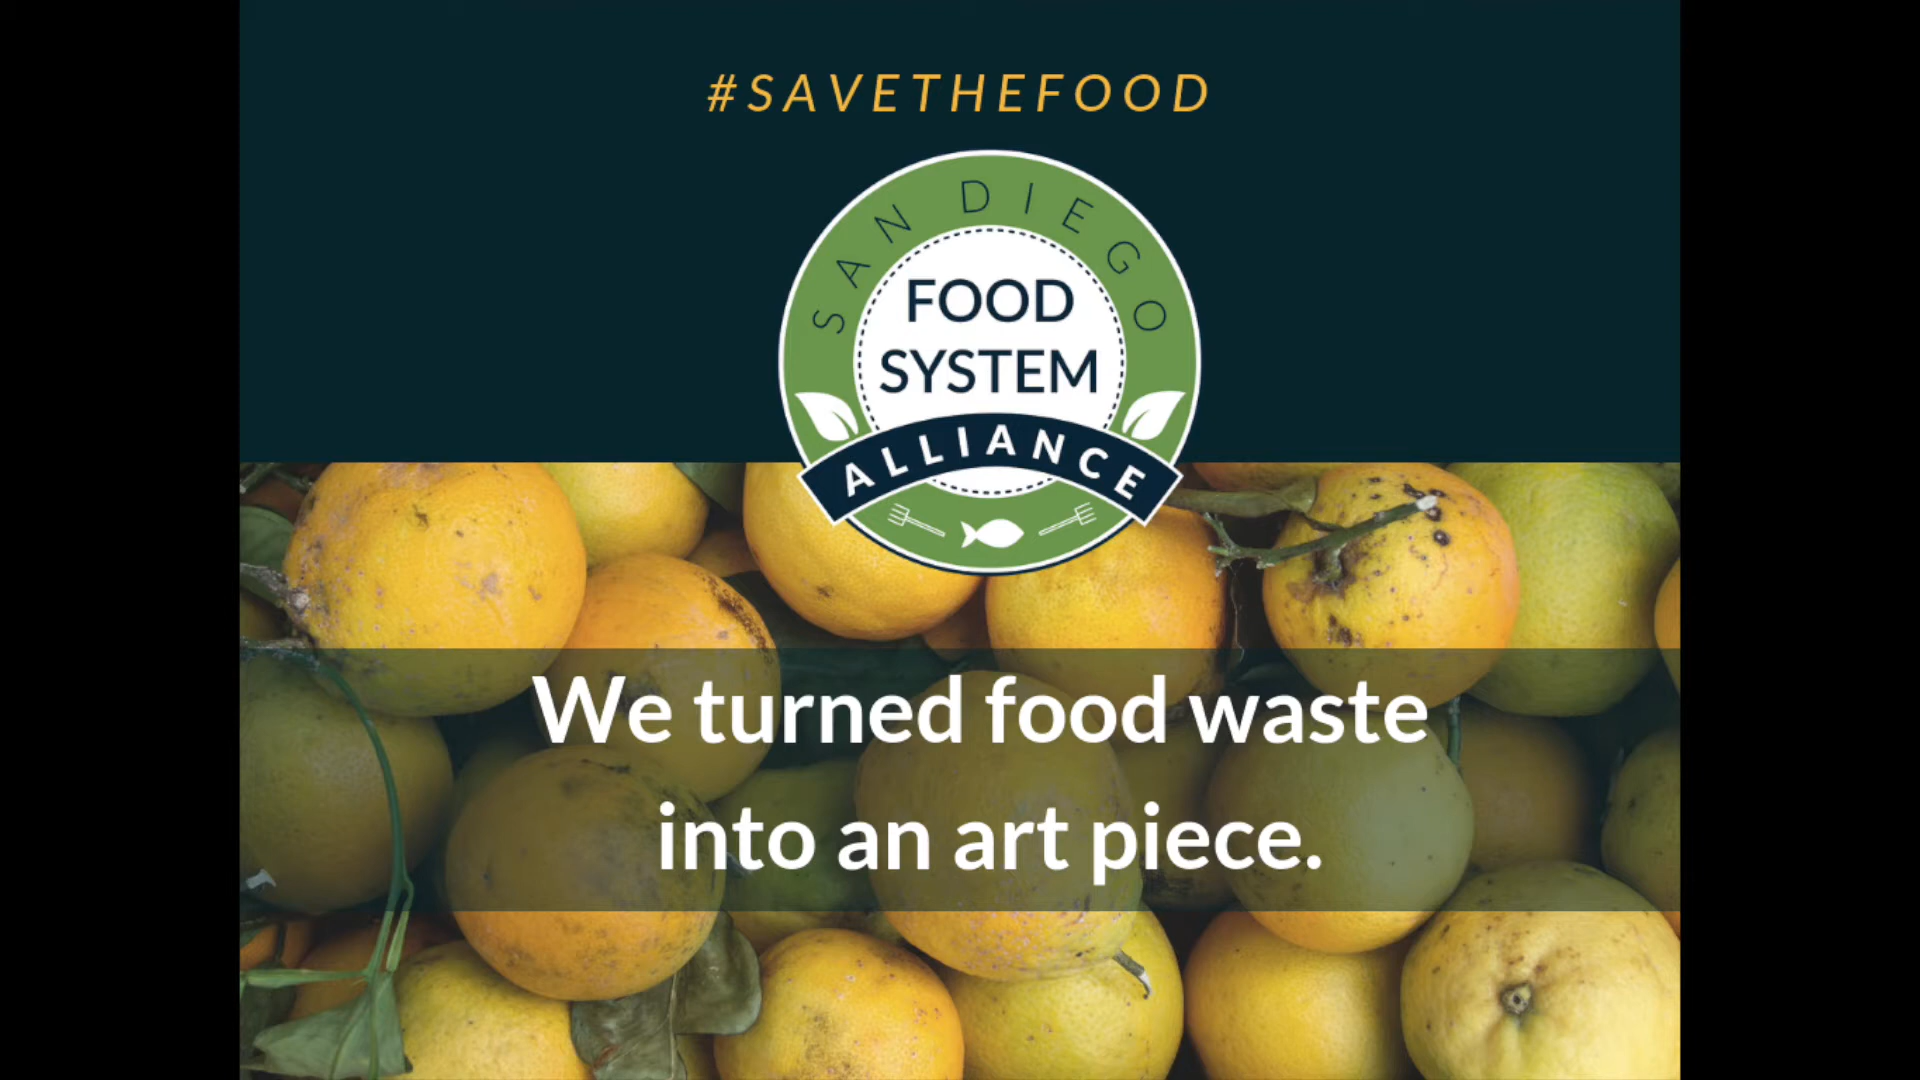 #SAVETHEFOOD
SAN DIEGO
FOOD
SYSTEM
ALLIANCE
We turned food waste
into an art piece.